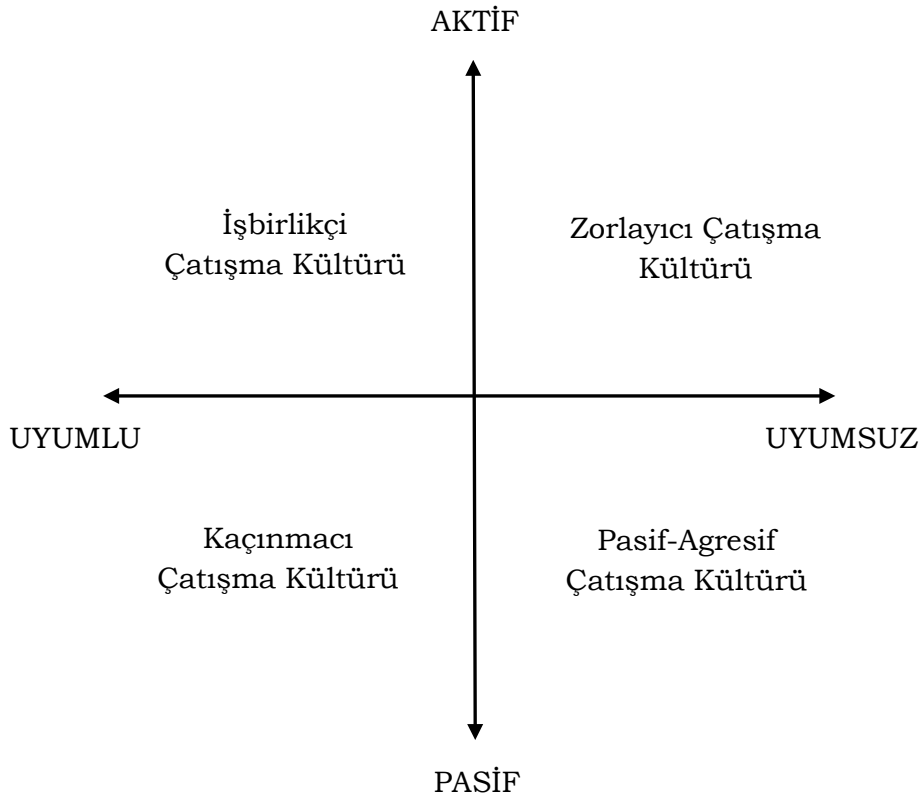 AKTİF
İşbirlikçi
Çatışma Kültürü
Zorlayıcı Çatışma
Kültürü
UYUMLU
UYUMSUZ
Kaçınmacı
Çatışma Kültürü
Pasif-Agresif
Çatışma Kültürü
PASİF